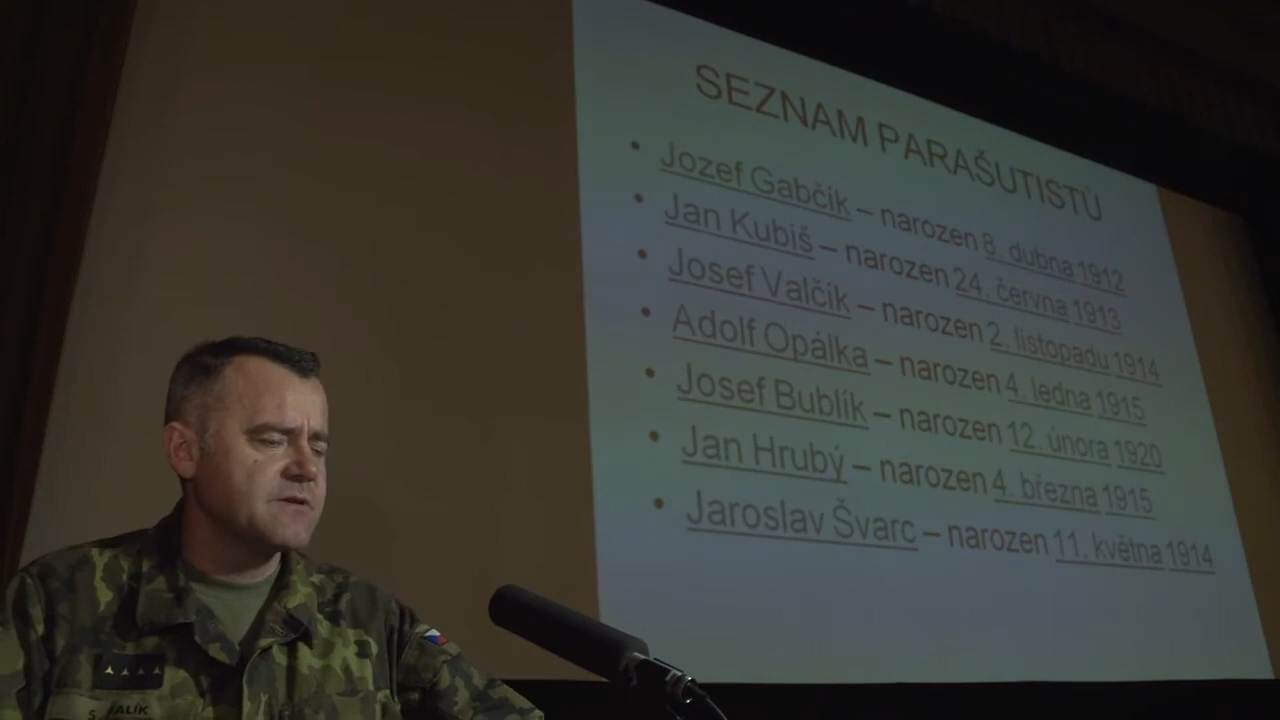 SEZNAM PARAŠUTISTŮ
• Jozef Gabčík – narozen 8. dubna 1912
• Jan Kubiš – narozen 24. června 1913
• Josef Valčík – narozen 2. listopadu 1914
• Adolf Opálka – narozen 4. ledna 1915
• Josef Bublík – narozen 12. února 1920
• Jan Hrubý – narozen 4. března 1915
• Jaroslav Švarc – narozen 11. května 1914